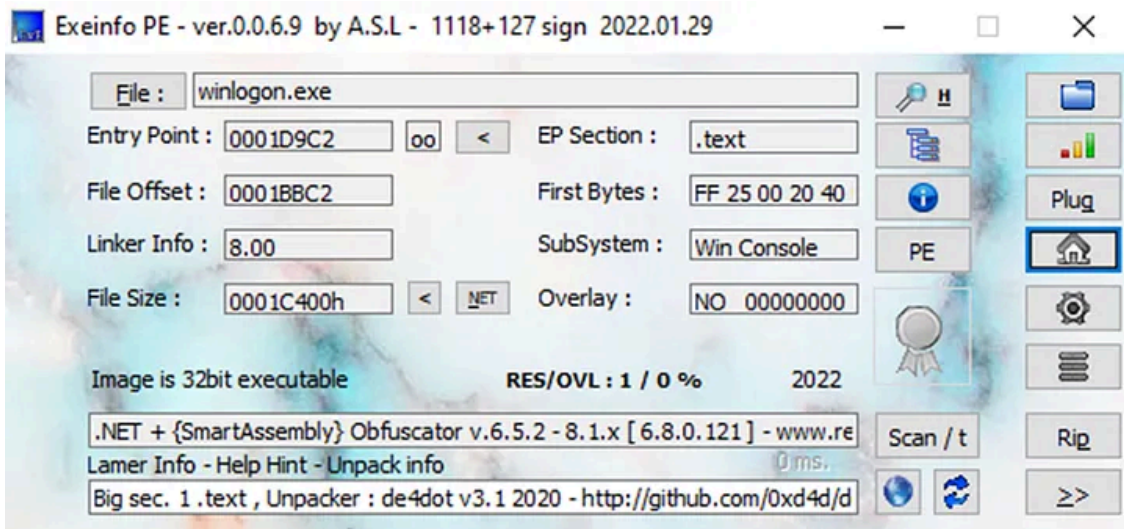 Exeinfo PE - ver.0.0.6.9 by A.S.L - 1118+127 sign 2022.01.29
File : winlogon.exe H
Entry Point : 0001D9C2 oo < EP Section : .text
File Offset : 0001BBC2 First Bytes : FF 25 00 20 40 Plug
Linker Info : 8.00 SubSystem : Win Console PE
File Size : 0001C400h < NET Overlay : NO 00000000
Image is 32bit executable RES/OVL : 1 / 0 % 2022
.NET + {SmartAssembly} Obfuscator v.6.5.2 - 8.1.x [ 6.8.0.121 ] - www.re Scan / t Rip
Lamer Info - Help Hint - Unpack info 0 ms.
Big sec. 1 .text , Unpacker : de4dot v3.1 2020 - http://github.com/0xd4d/d >>